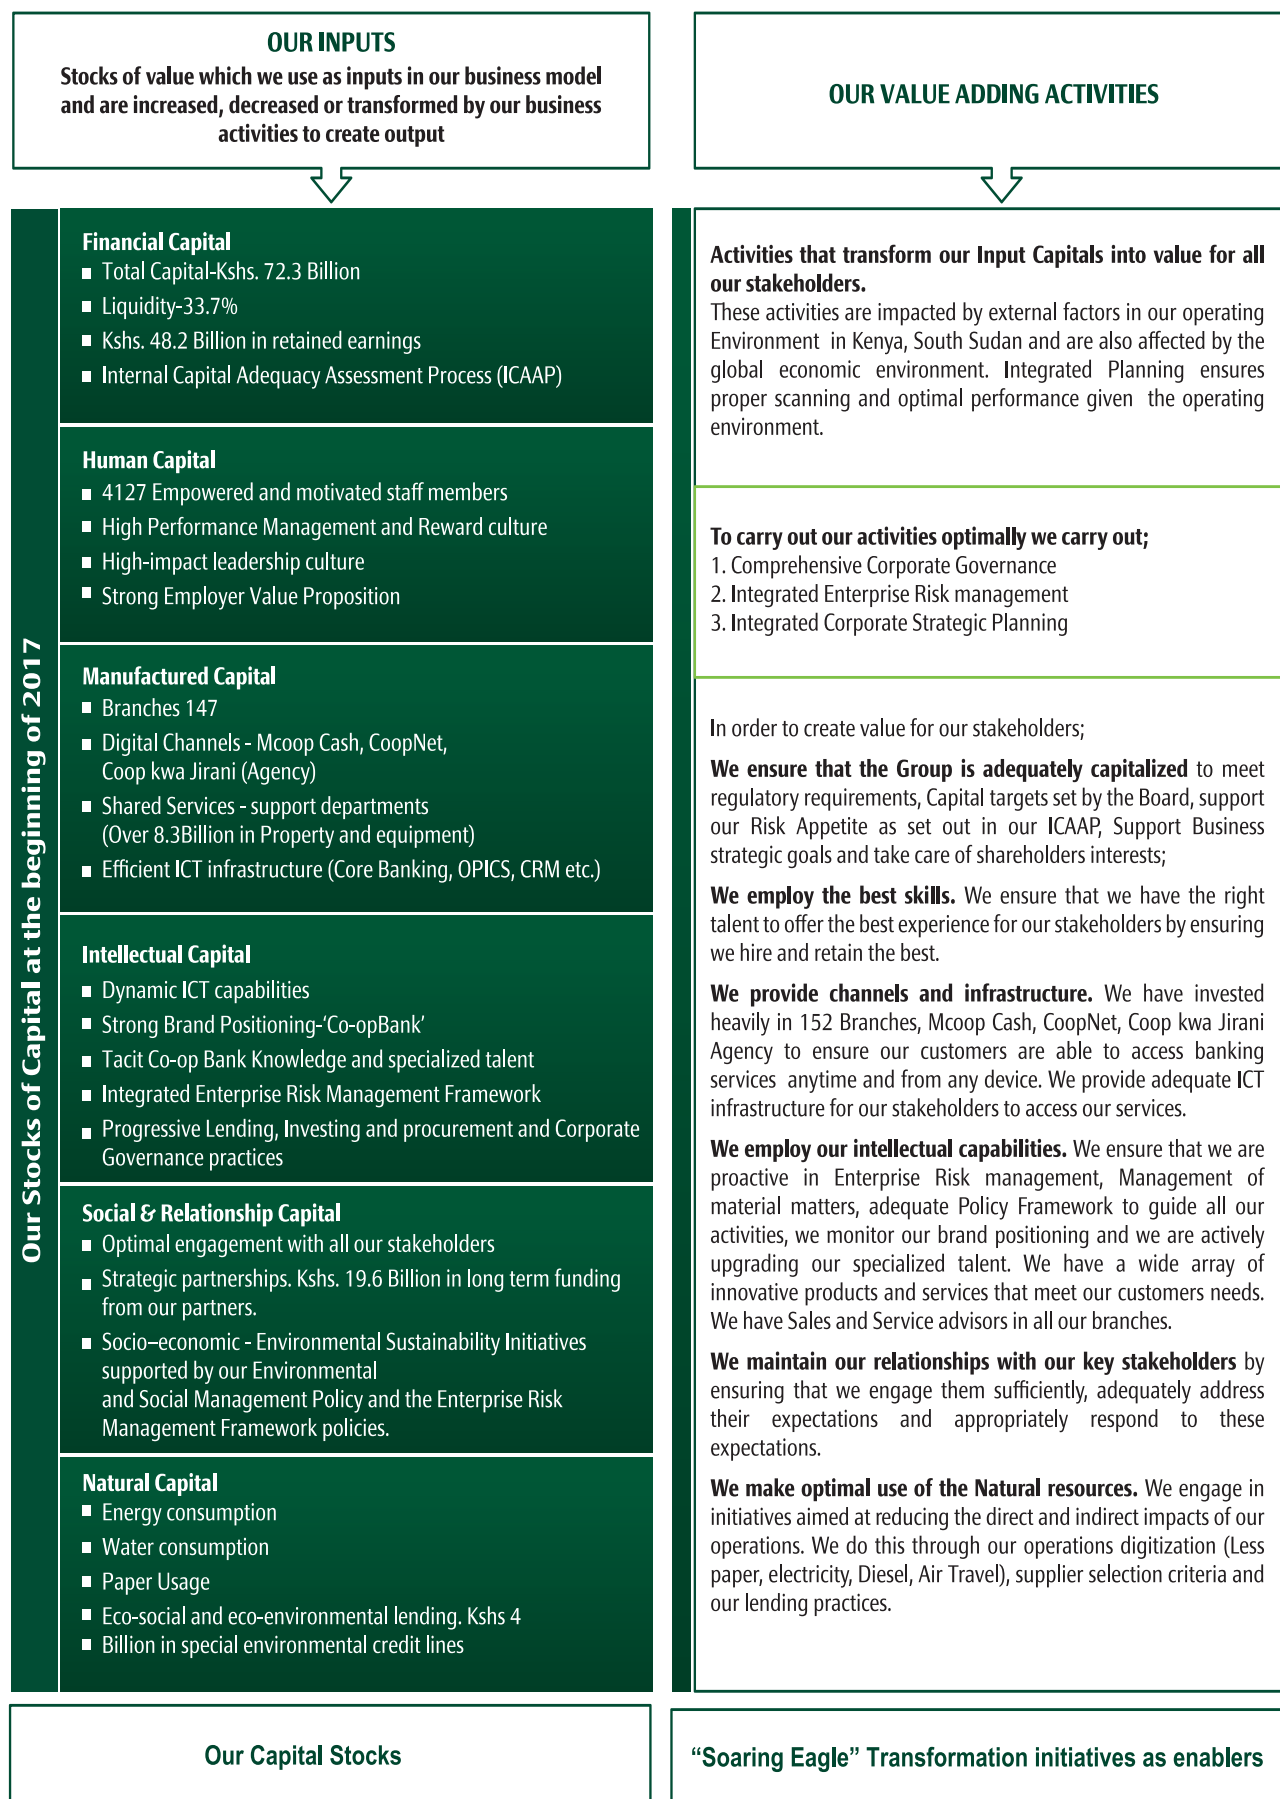 OUR INPUTS
Stocks of value which we use as inputs in our business model
and are increased, decreased or transformed by our business
activities to create output
Our Stocks of Capital at the beginning of 2017
Financial Capital
Total Capital-Kshs. 72.3 Billion
Liquidity-33.7%
Kshs. 48.2 Billion in retained earnings
Internal Capital Adequacy Assessment Process (ICAAP)
Human Capital
4127 Empowered and motivated staff members
High Performance Management and Reward culture
High-impact leadership culture
Strong Employer Value Proposition
Manufactured Capital
Branches 147
Digital Channels - Mcoop Cash, CoopNet,
Coop kwa Jirani (Agency)
Shared Services - support departments
(Over 8.3Billion in Property and equipment)
Efficient ICT infrastructure (Core Banking, OPICS, CRM etc.)
Intellectual Capital
Dynamic ICT capabilities
Strong Brand Positioning-‘Co-opBank’
Tacit Co-op Bank Knowledge and specialized talent
Integrated Enterprise Risk Management Framework
Progressive Lending, Investing and procurement and Corporate
Governance practices
Social & Relationship Capital
Optimal engagement with all our stakeholders
Strategic partnerships. Kshs. 19.6 Billion in long term funding
from our partners.
Socio–economic - Environmental Sustainability Initiatives
supported by our Environmental
and Social Management Policy and the Enterprise Risk
Management Framework policies.
Natural Capital
Energy consumption
Water consumption
Paper Usage
Eco-social and eco-environmental lending. Kshs 4
Billion in special environmental credit lines
Our Capital Stocks
OUR VALUE ADDING ACTIVITIES
Activities that transform our Input Capitals into value for all
our stakeholders.
These activities are impacted by external factors in our operating
Environment in Kenya, South Sudan and are also affected by the
global economic environment. Integrated Planning ensures
proper scanning and optimal performance given the operating
environment.
To carry out our activities optimally we carry out;
1. Comprehensive Corporate Governance
2. Integrated Enterprise Risk management
3. Integrated Corporate Strategic Planning
In order to create value for our stakeholders;
We ensure that the Group is adequately capitalized to meet
regulatory requirements, Capital targets set by the Board, support
our Risk Appetite as set out in our ICAAP, Support Business
strategic goals and take care of shareholders interests;
We employ the best skills. We ensure that we have the right
talent to offer the best experience for our stakeholders by ensuring
we hire and retain the best.
We provide channels and infrastructure. We have invested
heavily in 152 Branches, Mcoop Cash, CoopNet, Coop kwa Jirani
Agency to ensure our customers are able to access banking
services anytime and from any device. We provide adequate ICT
infrastructure for our stakeholders to access our services.
We employ our intellectual capabilities. We ensure that we are
proactive in Enterprise Risk management, Management of
material matters, adequate Policy Framework to guide all our
activities, we monitor our brand positioning and we are actively
upgrading our specialized talent. We have a wide array of
innovative products and services that meet our customers needs.
We have Sales and Service advisors in all our branches.
We maintain our relationships with our key stakeholders by
ensuring that we engage them sufficiently, adequately address
their expectations and appropriately respond to these
expectations.
We make optimal use of the Natural resources. We engage in
initiatives aimed at reducing the direct and indirect impacts of our
operations. We do this through our operations digitization (Less
paper, electricity, Diesel, Air Travel), supplier selection criteria and
our lending practices.
“Soaring Eagle” Transformation initiatives as enablers